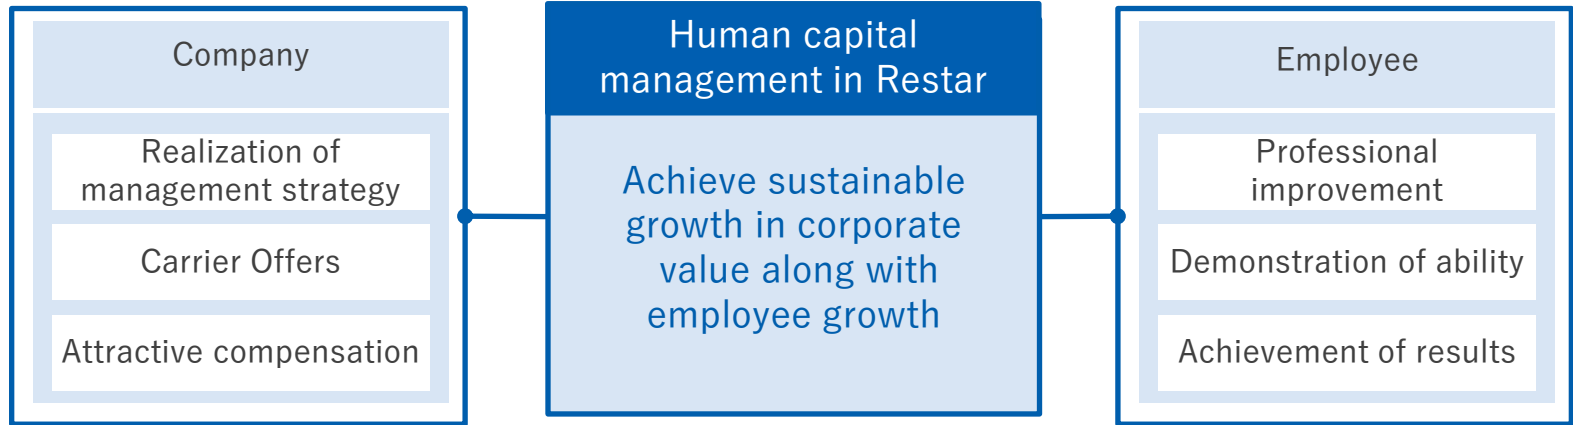 Company
Realization of
management strategy
Carrier Offers
Attractive compensation
Human capital
management in Restar
Achieve sustainable
growth in corporate
value along with
employee growth
Employee
Professional
improvement
Demonstration of ability
Achievement of results